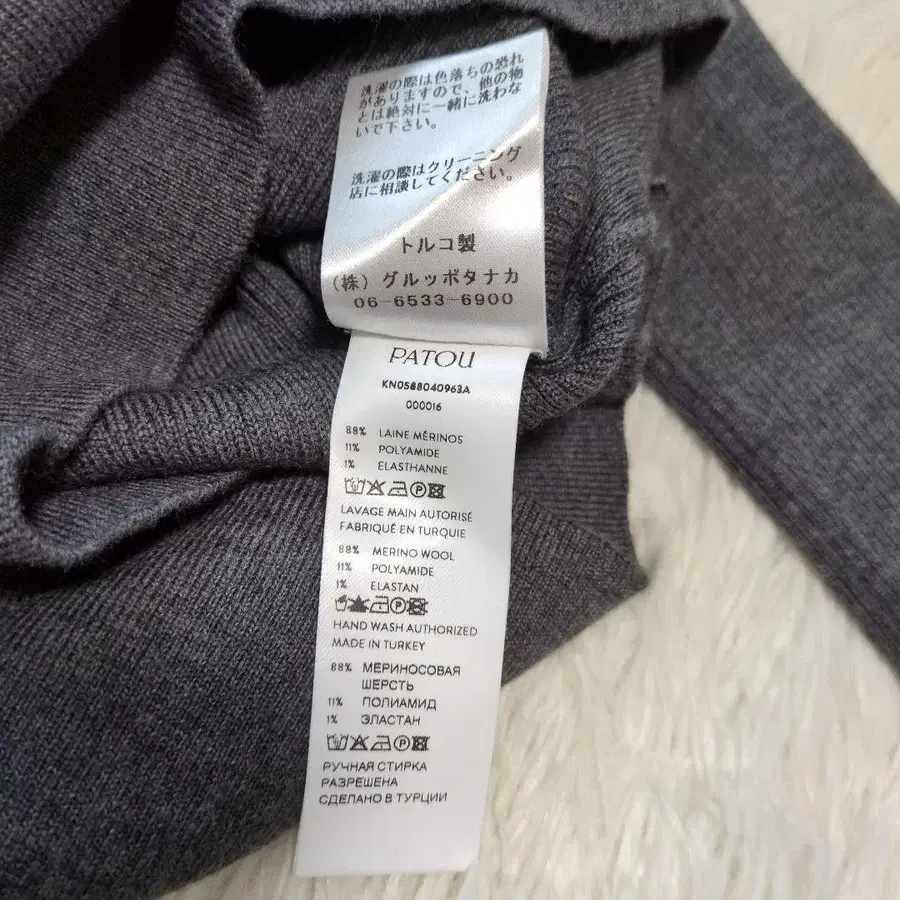 洗濯の際は色落ちの恐れ
がありますので、他の物
とは絶対に一緒に洗わな
いで下さい。
洗濯の際はクリーニング
店に相談してください。
トルコ製
(株)グルッポタナカ
06-6533-6900
PATOU
KN0588040963A
000016
88% LAINE MÉRINOS
11% POLYAMIDE
1% ELASTHANNE
LAVAGE MAIN AUTORISÉ
FABRIQUÉ EN TURQUIE
88% MERINO WOOL
11% POLYAMIDE
1% ELASTAN
HAND WASH AUTHORIZED
MADE IN TURKEY
88% МЕРИНОСОВАЯ
ШЕРСТЬ
11% ПОЛИАМИД
1% ЭЛАСТАН
РУЧНАЯ СТИРКА
РАЗРЕШЕНА
СДЕЛАНО В ТУРЦИИ